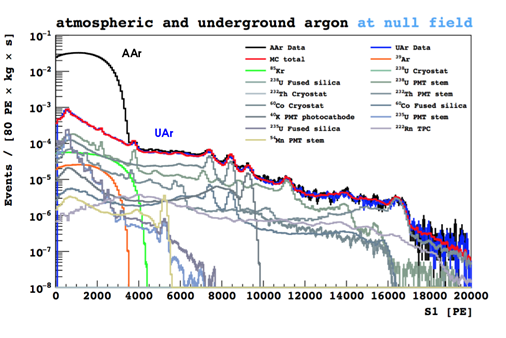 atmospheric and underground argon at null field
Events / [80 PE × kg × s]
10⁻¹
10⁻²
10⁻³
10⁻⁴
10⁻⁵
10⁻⁶
10⁻⁷
10⁻⁸
AAr
UAr
AAr Data
UAr Data
MC total
³⁹Ar
⁸⁵Kr
²³⁸U Cryostat
²³⁸U Fused silica
²³⁸U PMT stem
²³²Th Cryostat
²³²Th PMT stem
⁶⁰Co Cryostat
⁶⁰Co Fused silica
⁴⁰K PMT photocathode
²³⁵U PMT stem
²³⁵U Fused silica
²²²Rn TPC
⁵⁴Mn PMT stem
0 2000 4000 6000 8000 10000 12000 14000 16000 18000 20000
S1 [PE]